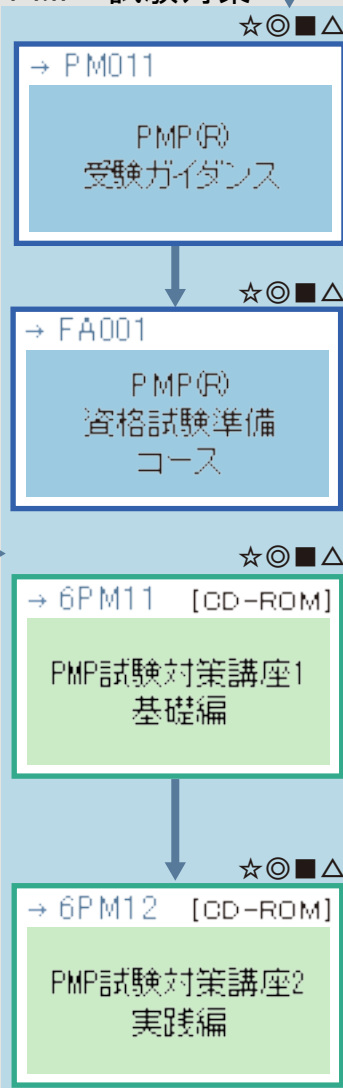 ☆◎■△
→ PM011
PMP(R)
受験ガイダンス
☆◎■△
→ FA001
PMP(R)
資格試験準備
コース
☆◎■△
→ 6PM11 [CD-ROM]
PMP試験対策講座1
基礎編
☆◎■△
→ 6PM12 [CD-ROM]
PMP試験対策講座2
実践編